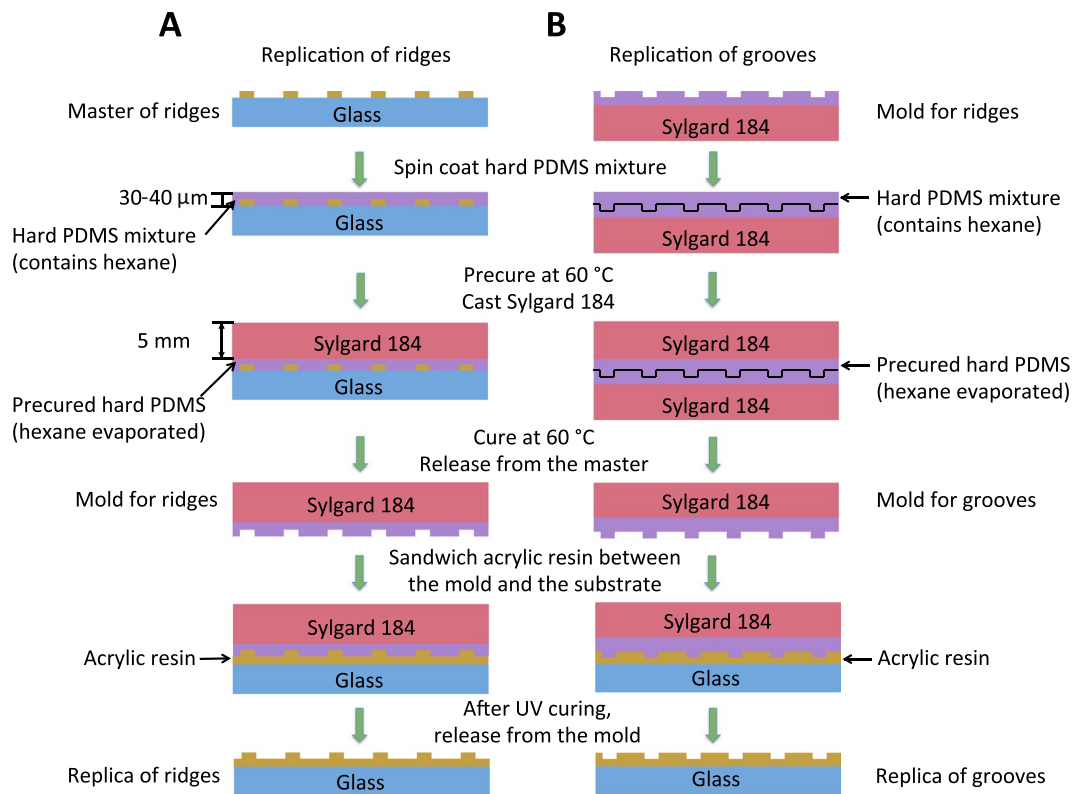 A
B
Replication of ridges
Replication of grooves
Master of ridges
Glass
Sylgard 184
Mold for ridges
Spin coat hard PDMS mixture
30-40 µm
Glass
Hard PDMS mixture
(contains hexane)
Sylgard 184
Hard PDMS mixture
(contains hexane)
Precure at 60 °C
Cast Sylgard 184
5 mm
Sylgard 184
Glass
Precured hard PDMS
(hexane evaporated)
Sylgard 184
Sylgard 184
Precured hard PDMS
(hexane evaporated)
Cure at 60 °C
Release from the master
Mold for ridges
Sylgard 184
Sylgard 184
Mold for grooves
Sandwich acrylic resin between
the mold and the substrate
Sylgard 184
Acrylic resin
Glass
Sylgard 184
Glass
Acrylic resin
After UV curing,
release from the mold
Replica of ridges
Glass
Glass
Replica of grooves